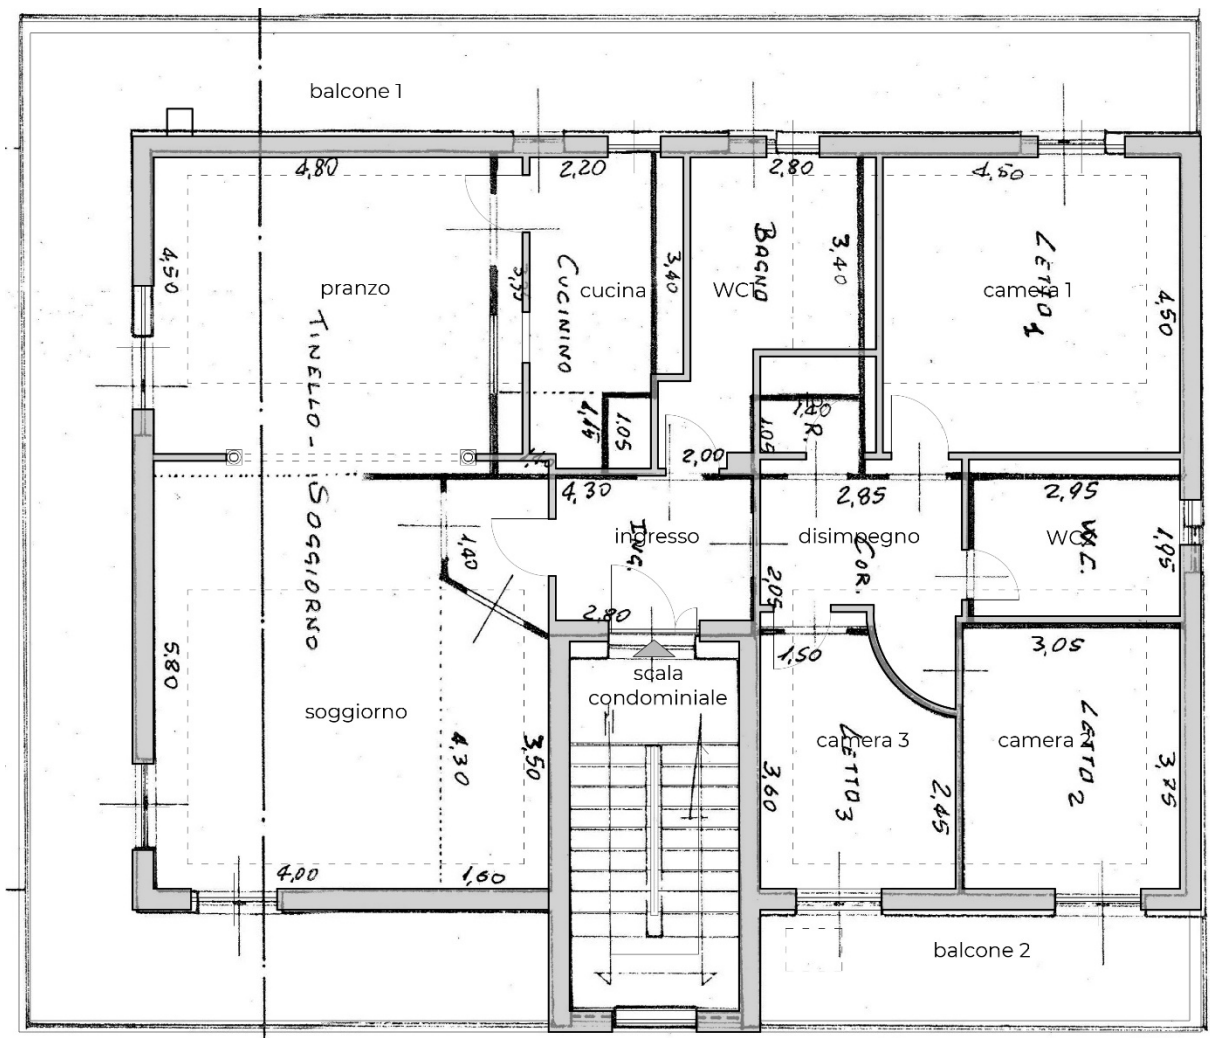 balcone 1
4,80
2,20
2,80
4,50
4,50
pranzo
3,40
BAGNO
3,40
CUCININO
cucina
WC1
LETTO 1
camera 1
4,50
TINELLO - SOGGIORNO
1,15
1.05
1,40
1,05
R.
2,00
4,30
2,85
2,95
1,40
ING.
ingresso
disimpegno
COR.
W.C.
1,95
2,05
2,80
1,50
3,05
5,80
scala
condominiale
soggiorno
4,30
3,50
LETTO 3
camera 3
LETTO 2
camera 2
3,60
2,45
3,75
4,00
1,60
balcone 2